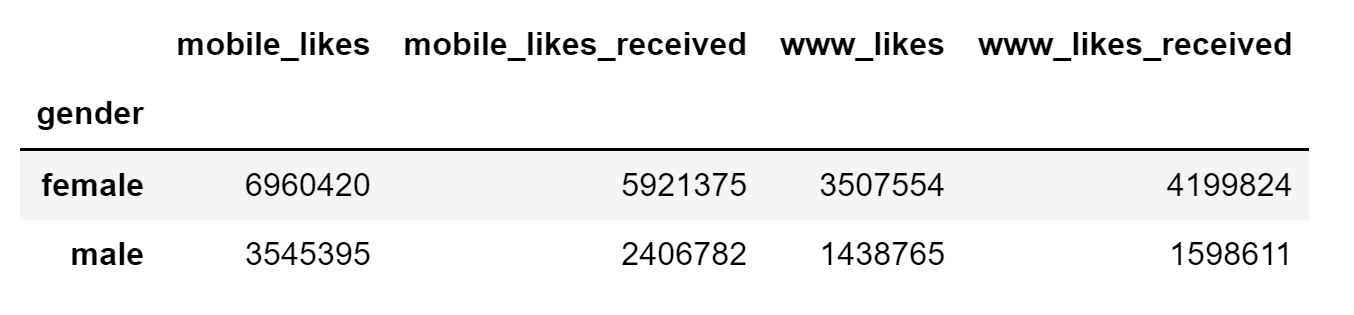 mobile_likes mobile_likes_received www_likes www_likes_received
gender
female 6960420 5921375 3507554 4199824
male 3545395 2406782 1438765 1598611